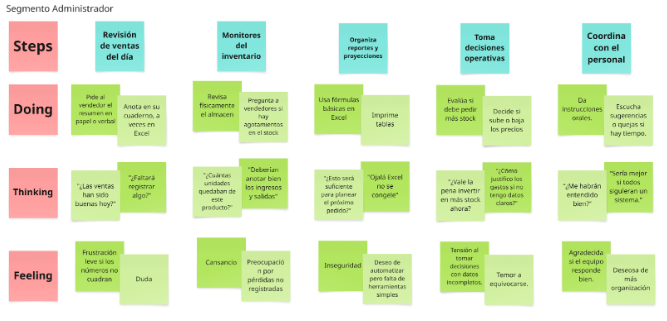 Segmento Administrador
Steps
Revisión
de ventas
del día
Monitores
del
inventario
Organiza
reportes y
proyecciones
Toma
decisiones
operativas
Coordina
con el
personal
Doing
Pide al
vendedor el
resumen en
papel o verbal
Anota en su
cuaderno, a
veces en
Excel
Revisa
físicamente
el almacen
Pregunta a
vendedores si
hay
agotamientos
en el stock
Usa fórmulas
básicas en
Excel
Imprime
tablas
Evalúa si
debe pedir
más stock
Decide si
sube o baja
los precios
Da
instrucciones
orales.
Escucha
sugerencias
o quejas si
hay tiempo.
Thinking
"¿Las ventas
han sido
buenas hoy?"
"¿Faltará
registrar
algo?"
"¿Cuántas
unidades
quedaban de
este
producto?"
"Deberían
anotar bien
los ingresos
y salidas"
"¿Esto será
suficiente
para planear
el próximo
pedido?"
"Ojalá Excel
no se
congele"
"¿Vale la
pena invertir
en más stock
ahora?
"¿Cómo
justifico los
gastos si no
tengo datos
claros?"
"¿Me habrán
entendido
bien?"
"Sería mejor
si todos
siguieran un
sistema."
Feeling
Frustración
leve si los
números no
cuadran
Duda
Cansancio
Preocupació
n por
pérdidas no
registradas
Inseguridad
Deseo de
automatizar
pero falta de
herramientas
simples
Tensión al
tomar
decisiones
con datos
incompletos.
Temor a
equivocarse.
Agradecida
si el equipo
responde
bien.
Deseosa de
más
organización